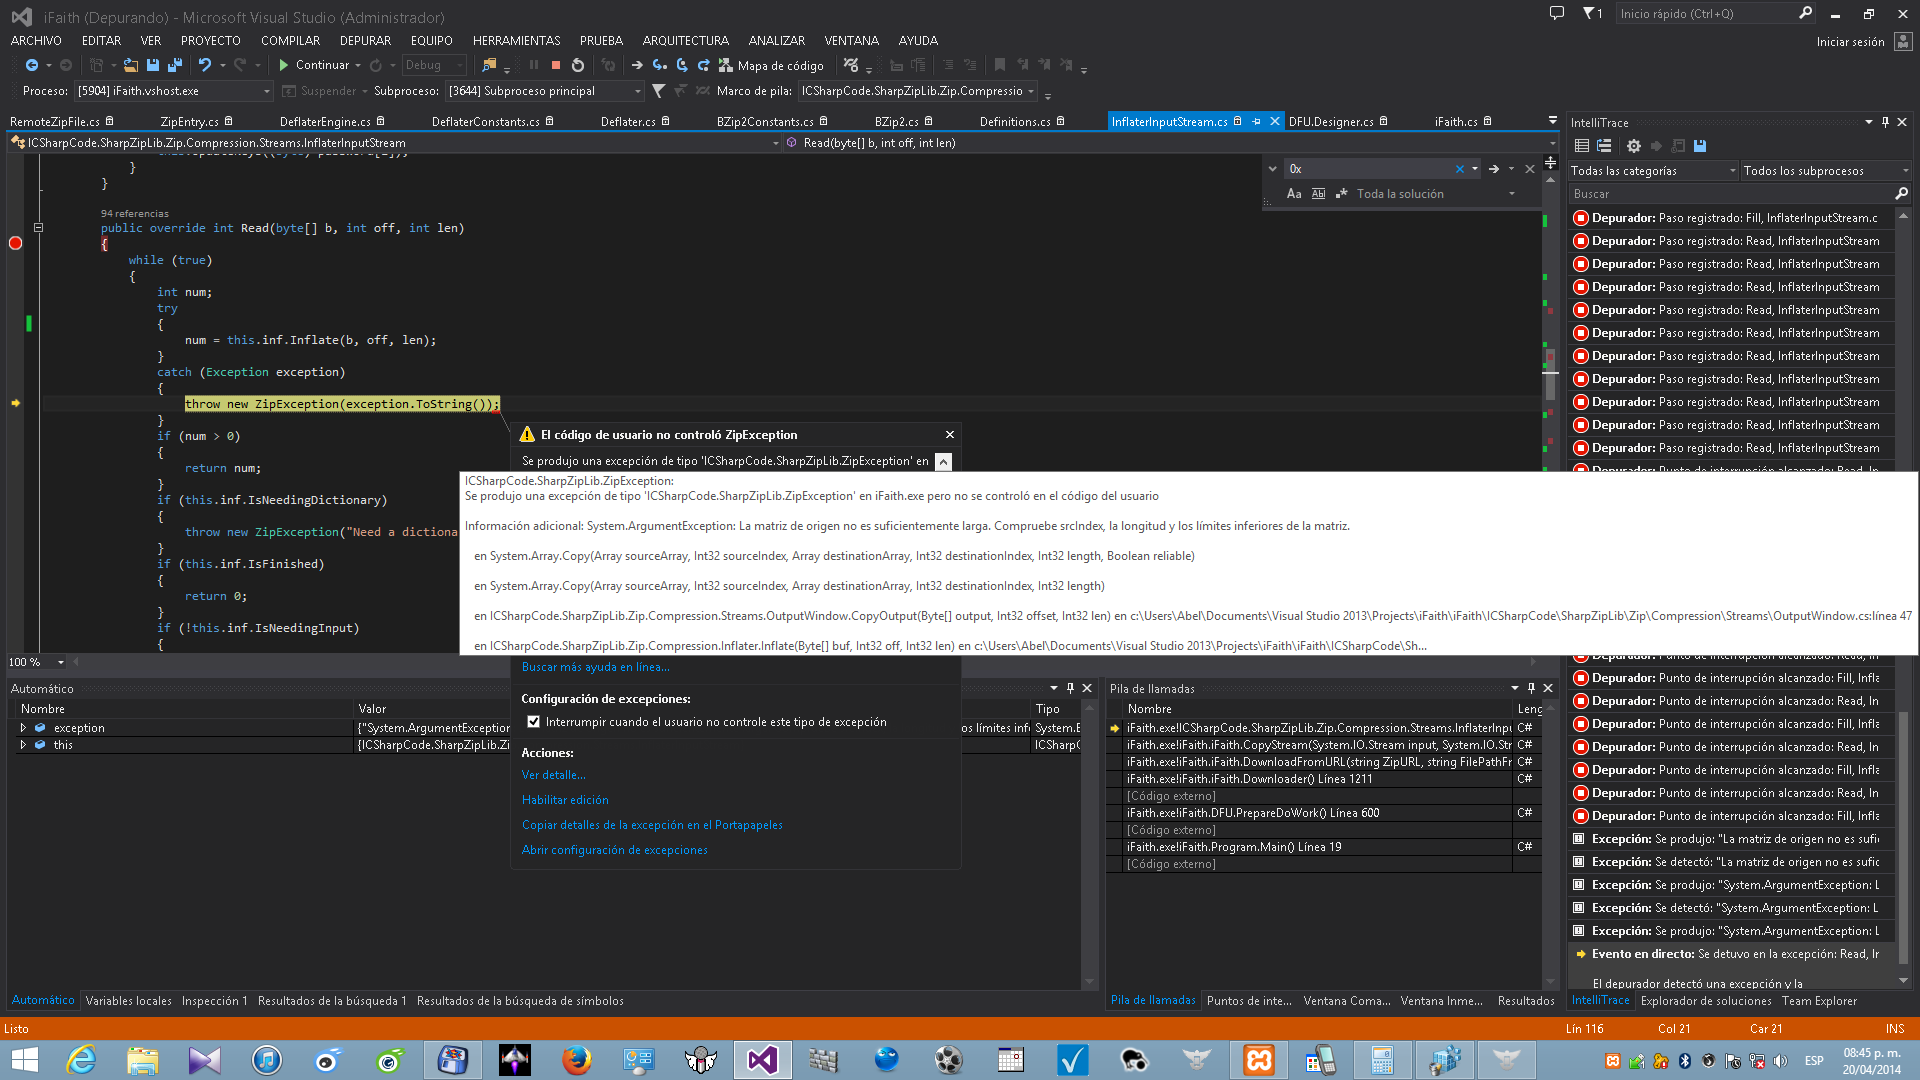 iFaith (Depurando) - Microsoft Visual Studio (Administrador)
1
Inicio rápido (Ctrl+Q)
ARCHIVO EDITAR VER PROYECTO COMPILAR DEPURAR EQUIPO HERRAMIENTAS PRUEBA ARQUITECTURA ANALIZAR VENTANA AYUDA
Iniciar sesión
Continuar Debug Mapa de código
Proceso: [5904] iFaith.vshost.exe Suspender Subproceso: [3644] Subproceso principal Marco de pila: ICSharpCode.SharpZipLib.Zip.Compressio
RemoteZipFile.cs ZipEntry.cs DeflaterEngine.cs DeflaterConstants.cs Deflater.cs BZip2Constants.cs BZip2.cs Definitions.cs InflaterInputStream.cs DFU.Designer.cs iFaith.cs
ICSharpCode.SharpZipLib.Zip.Compression.Streams.InflaterInputStream Read(byte[] b, int off, int len)
0x
Aa Toda la solución
}
}
94 referencias
public override int Read(byte[] b, int off, int len)
{
while (true)
{
int num;
try
{
num = this.inf.Inflate(b, off, len);
}
catch (Exception exception)
{
throw new ZipException(exception.ToString());
}
if (num > 0)
{
return num;
}
if (this.inf.IsNeedingDictionary)
{
throw new ZipException("Need a dictiona
}
if (this.inf.IsFinished)
{
return 0;
}
if (!this.inf.IsNeedingInput)
{
100 %
El código de usuario no controló ZipException
Se produjo una excepción de tipo 'ICSharpCode.SharpZipLib.ZipException' en
ICSharpCode.SharpZipLib.ZipException:
Se produjo una excepción de tipo 'ICSharpCode.SharpZipLib.ZipException' en iFaith.exe pero no se controló en el código del usuario
Información adicional: System.ArgumentException: La matriz de origen no es suficientemente larga. Compruebe srcIndex, la longitud y los límites inferiores de la matriz.
en System.Array.Copy(Array sourceArray, Int32 sourceIndex, Array destinationArray, Int32 destinationIndex, Int32 length, Boolean reliable)
en System.Array.Copy(Array sourceArray, Int32 sourceIndex, Array destinationArray, Int32 destinationIndex, Int32 length)
en ICSharpCode.SharpZipLib.Zip.Compression.Streams.OutputWindow.CopyOutput(Byte[] output, Int32 offset, Int32 len) en c:\Users\Abel\Documents\Visual Studio 2013\Projects\iFaith\iFaith\ICSharpCode\SharpZipLib\Zip\Compression\Streams\OutputWindow.cs:línea 47
en ICSharpCode.SharpZipLib.Zip.Compression.Inflater.Inflate(Byte[] buf, Int32 off, Int32 len) en c:\Users\Abel\Documents\Visual Studio 2013\Projects\iFaith\iFaith\ICSharpCode\Sh...
Buscar más ayuda en línea...
Configuración de excepciones:
Interrumpir cuando el usuario no controle este tipo de excepción
Acciones:
Ver detalle...
Habilitar edición
Copiar detalles de la excepción en el Portapapeles
Abrir configuración de excepciones
Automático
Nombre Valor Tipo
exception {"System.ArgumentException os límites infe System.E
this {ICSharpCode.SharpZipLib.Zi ICSharpC
Automático Variables locales Inspección 1 Resultados de la búsqueda 1 Resultados de la búsqueda de símbolos
Pila de llamadas
Nombre Leng
iFaith.exe!ICSharpCode.SharpZipLib.Zip.Compression.Streams.InflaterInpu C#
iFaith.exe!iFaith.iFaith.CopyStream(System.IO.Stream input, System.IO.Str C#
iFaith.exe!iFaith.iFaith.DownloadFromURL(string ZipURL, string FilePathFr C#
iFaith.exe!iFaith.iFaith.Downloader() Línea 1211 C#
[Código externo]
iFaith.exe!iFaith.DFU.PrepareDoWork() Línea 600 C#
[Código externo]
iFaith.exe!iFaith.Program.Main() Línea 19 C#
[Código externo]
Pila de llamadas Puntos de inte... Ventana Coma... Ventana Inme... Resultados
IntelliTrace
Todas las categorías Todos los subprocesos
Buscar
Depurador: Paso registrado: Fill, InflaterInputStream.c
Depurador: Paso registrado: Read, InflaterInputStream
Depurador: Paso registrado: Read, InflaterInputStream
Depurador: Paso registrado: Read, InflaterInputStream
Depurador: Paso registrado: Read, InflaterInputStream
Depurador: Paso registrado: Read, InflaterInputStream
Depurador: Paso registrado: Read, InflaterInputStream
Depurador: Paso registrado: Read, InflaterInputStream
Depurador: Paso registrado: Read, InflaterInputStream
Depurador: Paso registrado: Read, InflaterInputStream
Depurador: Paso registrado: Read, InflaterInputStream
Depurador: Punto de interrupción alcanzado: Fill, Infla
Depurador: Punto de interrupción alcanzado: Read, In
Depurador: Punto de interrupción alcanzado: Fill, Infla
Depurador: Punto de interrupción alcanzado: Read, In
Depurador: Punto de interrupción alcanzado: Fill, Infla
Depurador: Punto de interrupción alcanzado: Read, In
Depurador: Punto de interrupción alcanzado: Fill, Infla
Excepción: Se produjo: "La matriz de origen no es sufic
Excepción: Se detectó: "La matriz de origen no es sufic
Excepción: Se produjo: "System.ArgumentException: L
Excepción: Se detectó: "System.ArgumentException: L
Excepción: Se produjo: "System.ArgumentException: L
Evento en directo: Se detuvo en la excepción: Read, Ir
El depurador detectó una excepción y la
IntelliTrace Explorador de soluciones Team Explorer
Listo
Lín 116 Col 21 Car 21 INS
ESP
08:45 p. m.
20/04/2014